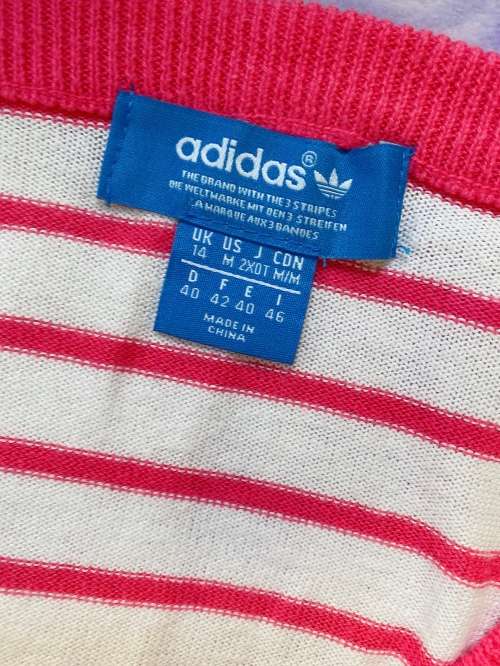 adidas®
THE BRAND WITH THE 3 STRIPES
DIE WELTMARKE MIT DEN 3 STREIFEN
LA MARQUE AUX 3 BANDES
UK US J CDN
14 M 2XOT M/M
D F E I
40 42 40 46
MADE IN
CHINA